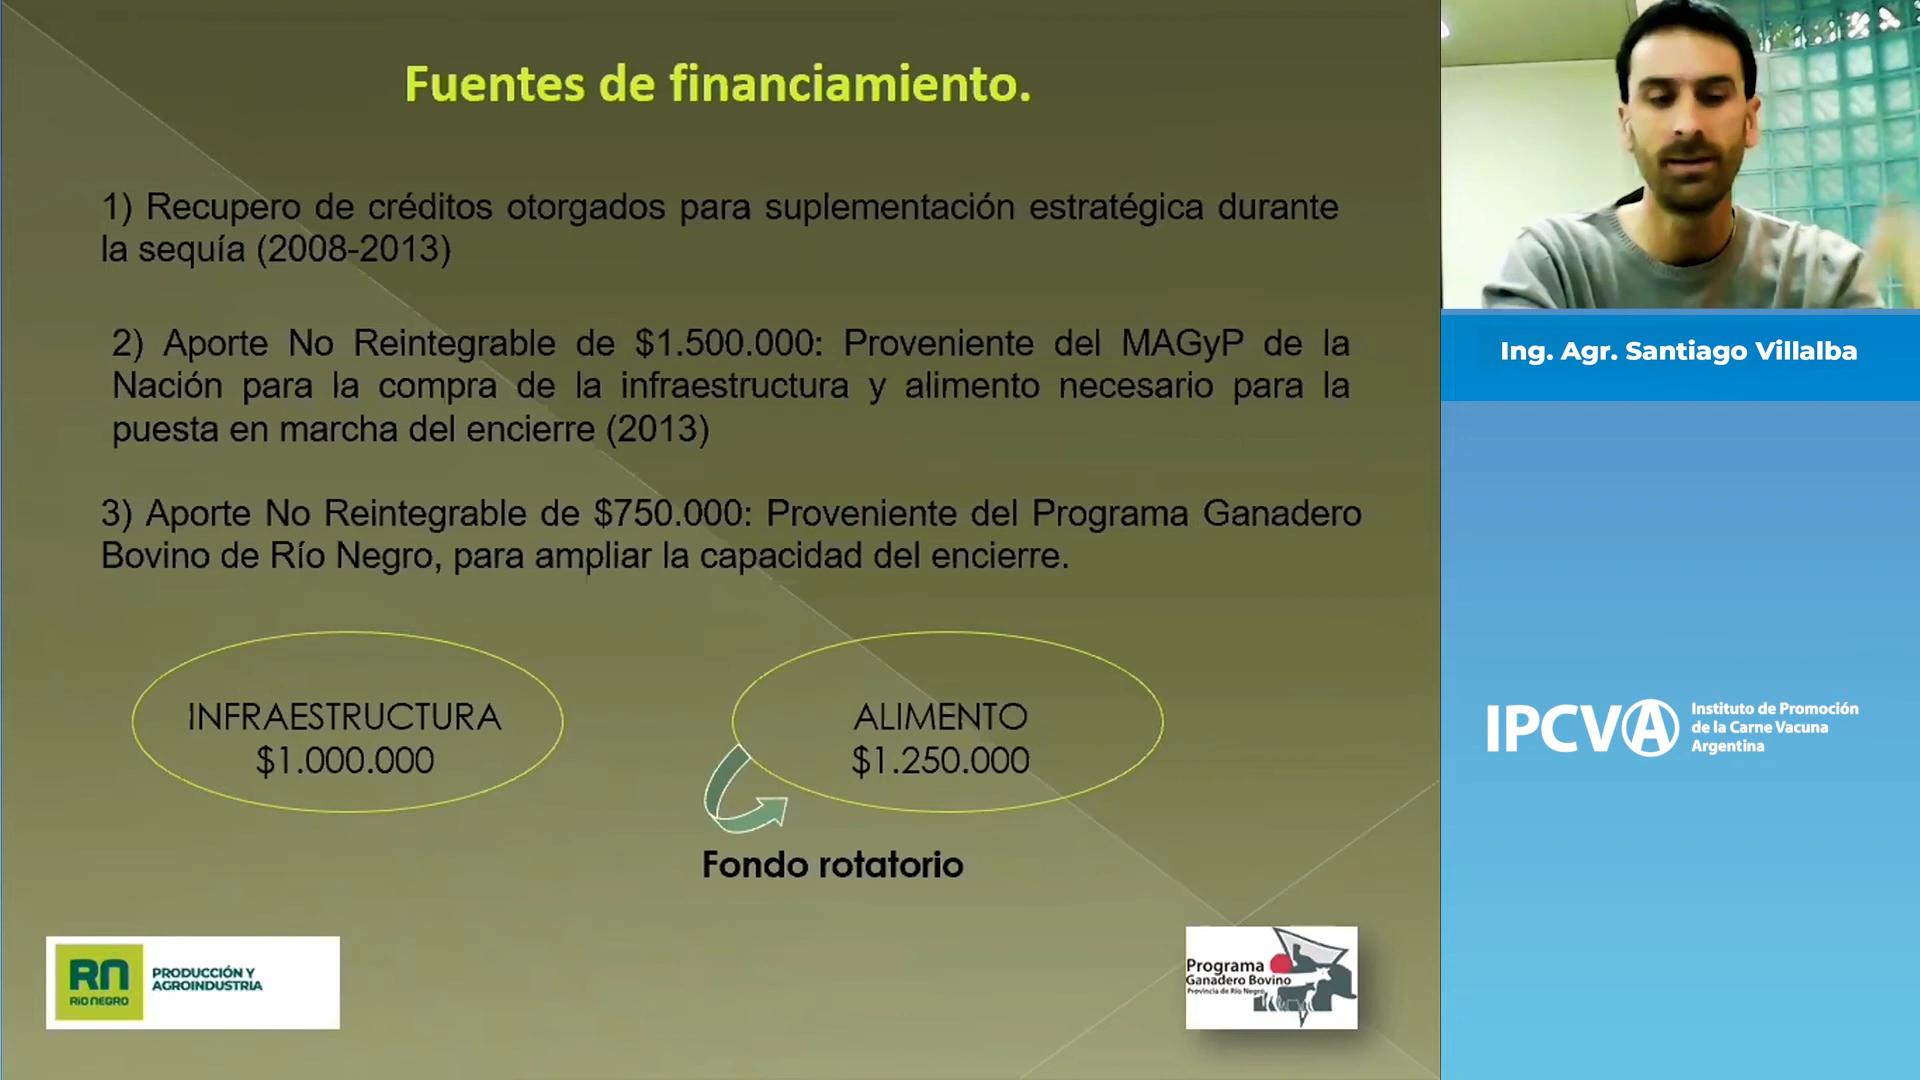 Fuentes de financiamiento.
1) Recupero de créditos otorgados para suplementación estratégica durante
la sequía (2008-2013)
2) Aporte No Reintegrable de $1.500.000: Proveniente del MAGyP de la
Nación para la compra de la infraestructura y alimento necesario para la
puesta en marcha del encierre (2013)
3) Aporte No Reintegrable de $750.000: Proveniente del Programa Ganadero
Bovino de Río Negro, para ampliar la capacidad del encierre.
INFRAESTRUCTURA
$1.000.000
ALIMENTO
$1.250.000
Fondo rotatorio
RN
RÍO NEGRO
PRODUCCIÓN Y
AGROINDUSTRIA
Programa
Ganadero Bovino
Provincia de Río Negro
Ing. Agr. Santiago Villalba
IPCVA
Instituto de Promoción
de la Carne Vacuna
Argentina